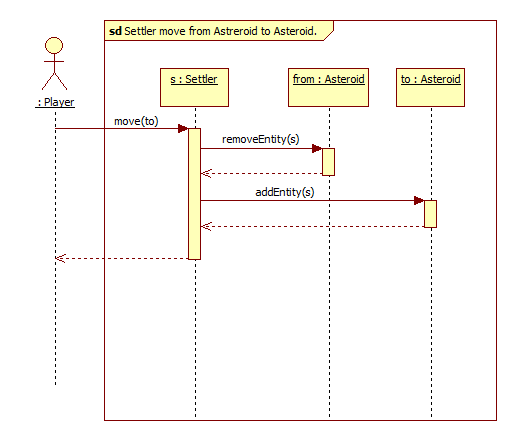 sd Settler move from Astreroid to Asteroid.
: Player
s : Settler
from : Asteroid
to : Asteroid
move(to)
removeEntity(s)
addEntity(s)